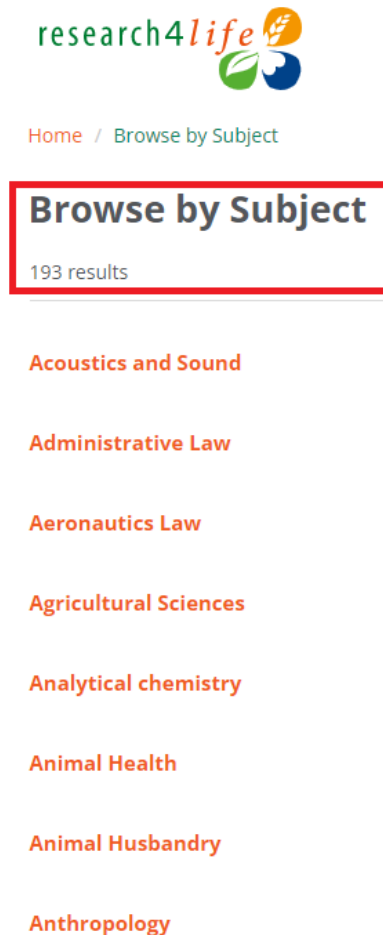 research4life
Home / Browse by Subject
Browse by Subject
193 results
Acoustics and Sound
Administrative Law
Aeronautics Law
Agricultural Sciences
Analytical chemistry
Animal Health
Animal Husbandry
Anthropology